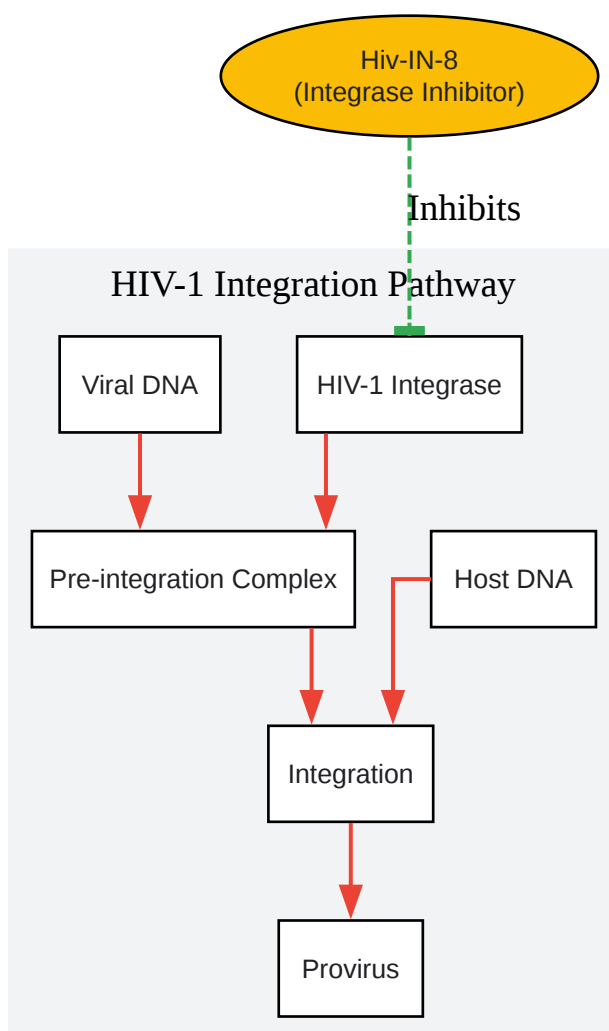 Hiv-IN-8
(Integrase Inhibitor)
Inhibits
HIV-1 Integration Pathway
Viral DNA
HIV-1 Integrase
Pre-integration Complex
Host DNA
Integration
Provirus